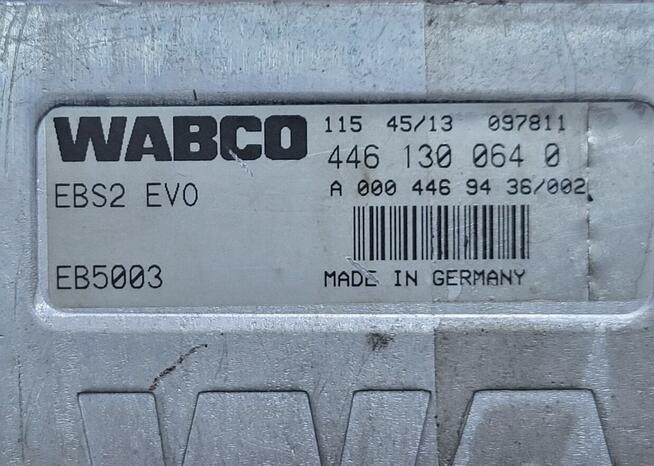 WABCO
115 45/13 097811
446 130 064 0
EBS2 EVO
A 000 446 94 36/002
EB5003
MADE IN GERMANY